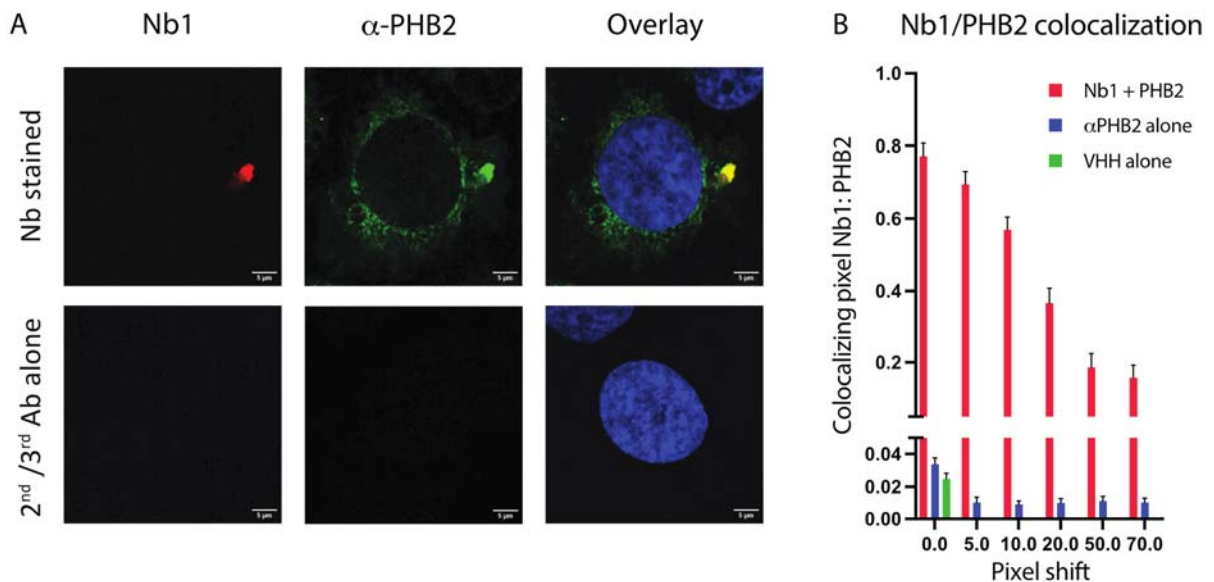 A
Nb1
α-PHB2
Overlay
Nb stained
2nd /3rd Ab alone
5 μm
5 μm
5 μm
5 μm
5 μm
5 μm
B
Nb1/PHB2 colocalization
Nb1 + PHB2
αPHB2 alone
VHH alone
Colocalizing pixel Nb1: PHB2
1.0
0.8
0.6
0.4
0.2
0.04
0.02
0.00
0.0 5.0 10.0 20.0 50.0 70.0
Pixel shift